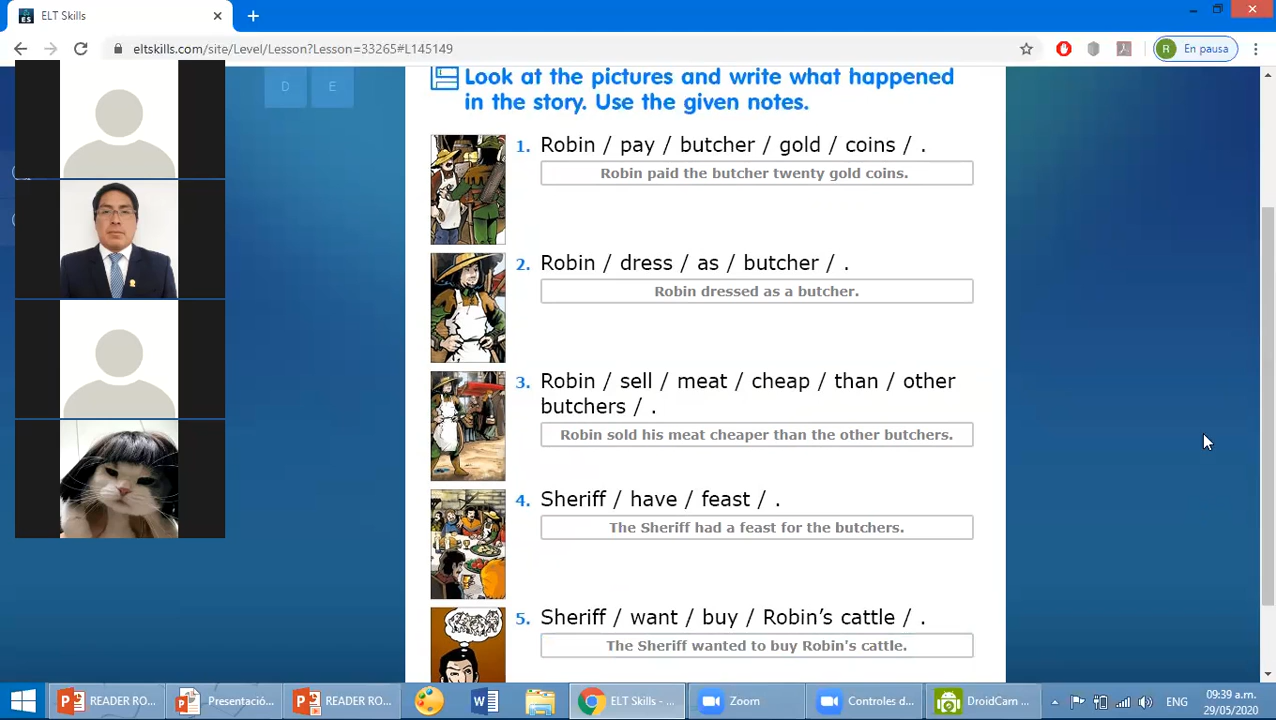 ELT Skills
eltskills.com/site/Level/Lesson?Lesson=33265#L145149
R En pausa
D E
Look at the pictures and write what happened
in the story. Use the given notes.
1. Robin / pay / butcher / gold / coins / .
Robin paid the butcher twenty gold coins.
2. Robin / dress / as / butcher / .
Robin dressed as a butcher.
3. Robin / sell / meat / cheap / than / other
butchers / .
Robin sold his meat cheaper than the other butchers.
4. Sheriff / have / feast / .
The Sheriff had a feast for the butchers.
5. Sheriff / want / buy / Robin's cattle / .
The Sheriff wanted to buy Robin's cattle.
READER RO... Presentació... READER RO... ELT Skills - ... Zoom Controles d... DroidCam ... ENG 09:39 a.m.
29/05/2020